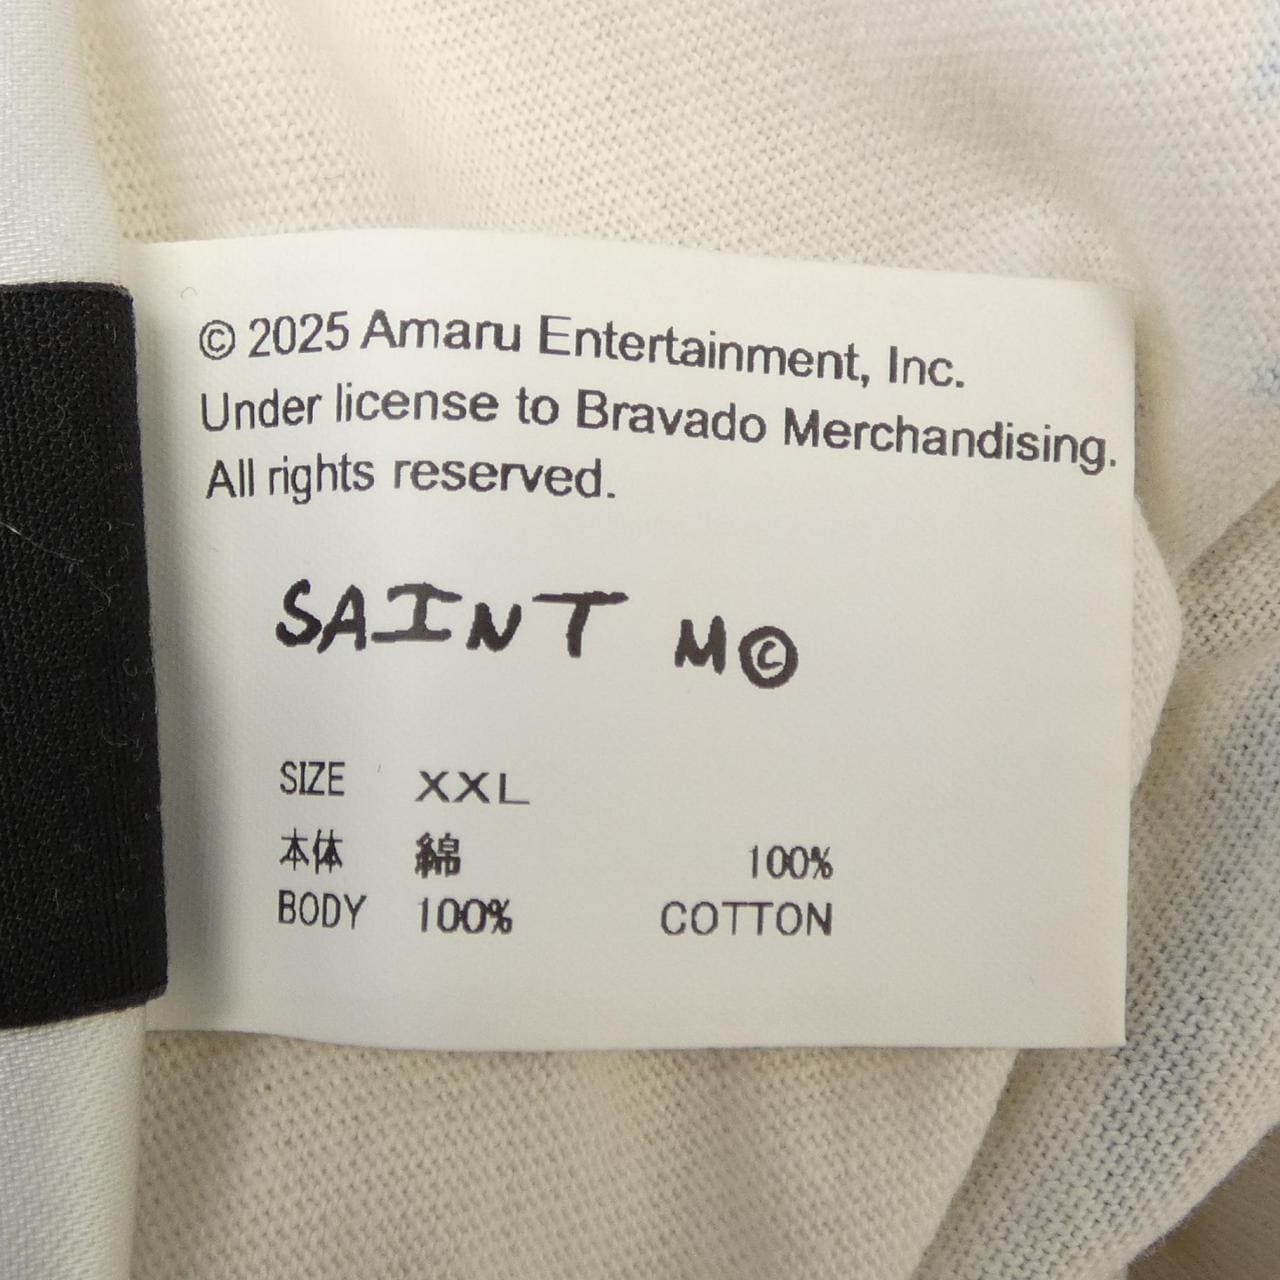 © 2025 Amaru Entertainment, Inc.
Under license to Bravado Merchandising.
All rights reserved.
SAINT M©
SIZE XXL
本体 綿 100%
BODY 100% COTTON